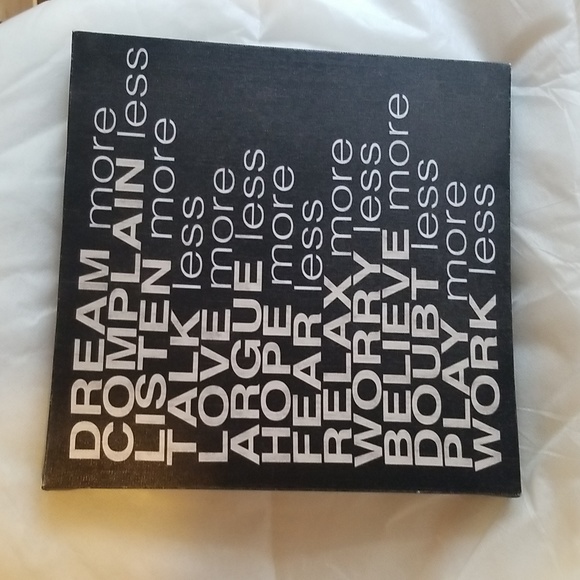 DREAM more
COMPLAIN less
LISTEN more
TALK less
LOVE more
ARGUE less
HOPE more
FEAR less
RELAX more
WORRY less
BELIEVE more
DOUBT less
PLAY more
WORK less